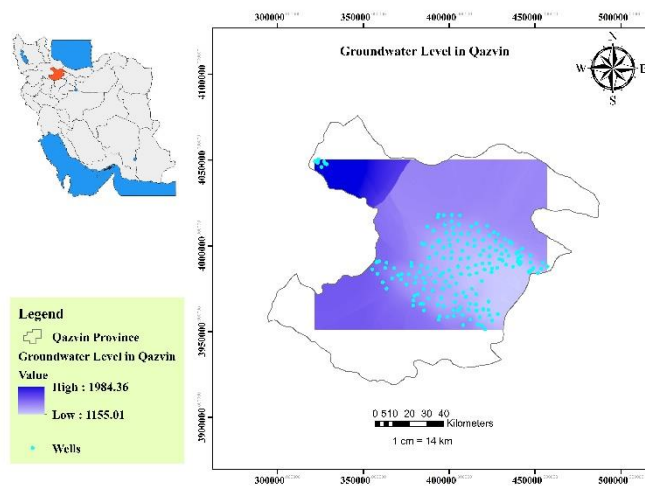 300000 350000 400000 450000 500000
Groundwater Level in Qazvin
N
W E
S
4100000
4050000
4000000
3950000
3900000
Legend
Qazvin Province
Groundwater Level in Qazvin
Value
High : 1984.36
Low : 1155.01
Wells
0 510 20 30 40
Kilometers
1 cm = 14 km
300000 350000 400000 450000 500000